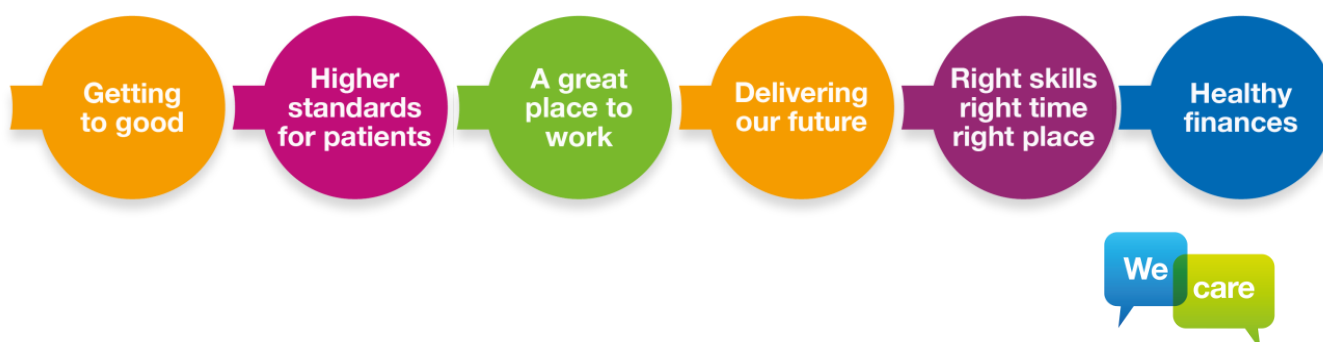 Getting
to good
Higher
standards
for patients
A great
place to
work
Delivering
our future
Right skills
right time
right place
Healthy
finances
We
care